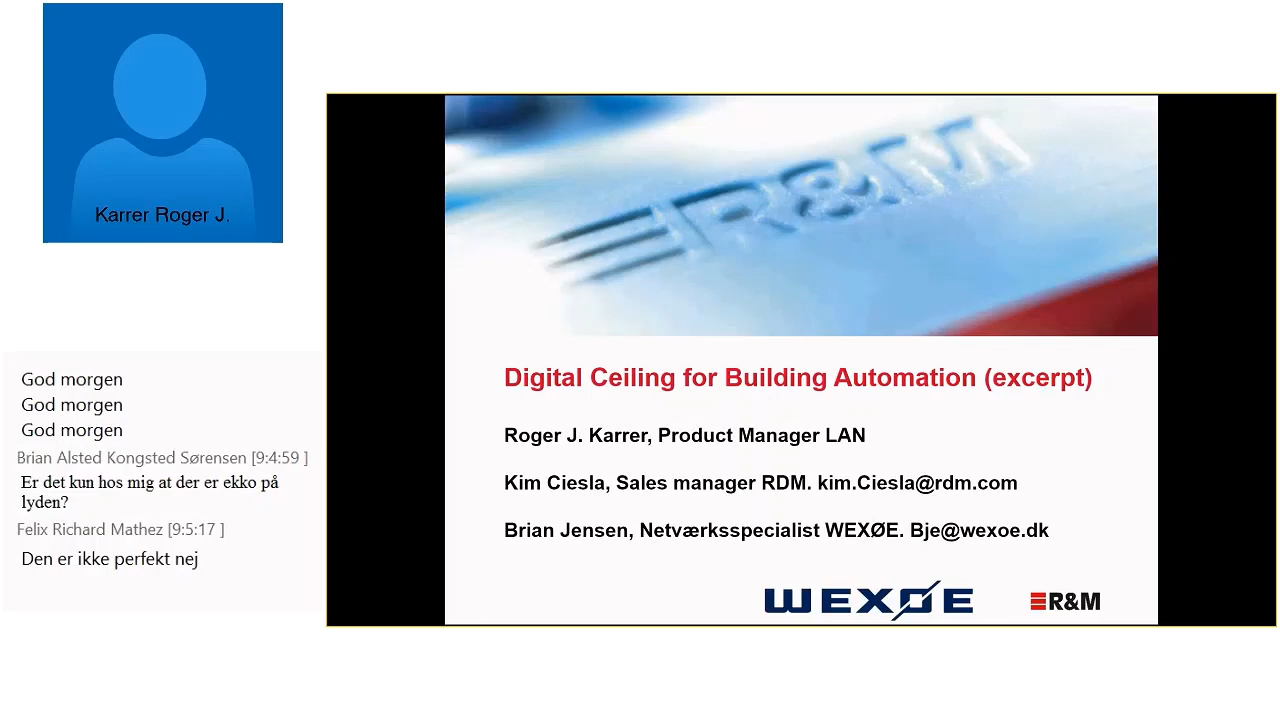 Karrer Roger J.
God morgen
God morgen
God morgen
Brian Alsted Kongsted Sørensen [9:4:59 ]
Er det kun hos mig at der er ekko på
lyden?
Felix Richard Mathez [9:5:17 ]
Den er ikke perfekt nej
R&M
Digital Ceiling for Building Automation (excerpt)
Roger J. Karrer, Product Manager LAN
Kim Ciesla, Sales manager RDM. kim.Ciesla@rdm.com
Brian Jensen, Netværksspecialist WEXØE. Bje@wexoe.dk
WEXØE
R&M